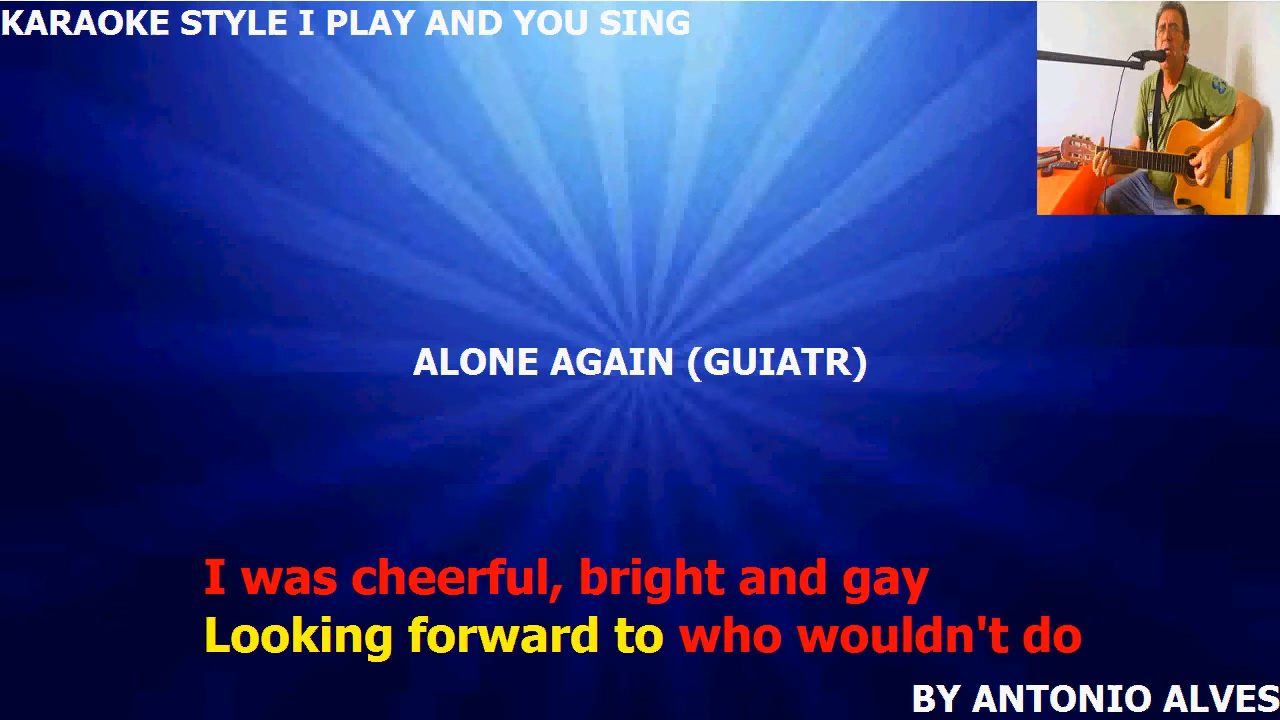 KARAOKE STYLE I PLAY AND YOU SING
ALONE AGAIN (GUIATR)
I was cheerful, bright and gay
Looking forward to who wouldn't do
BY ANTONIO ALVES